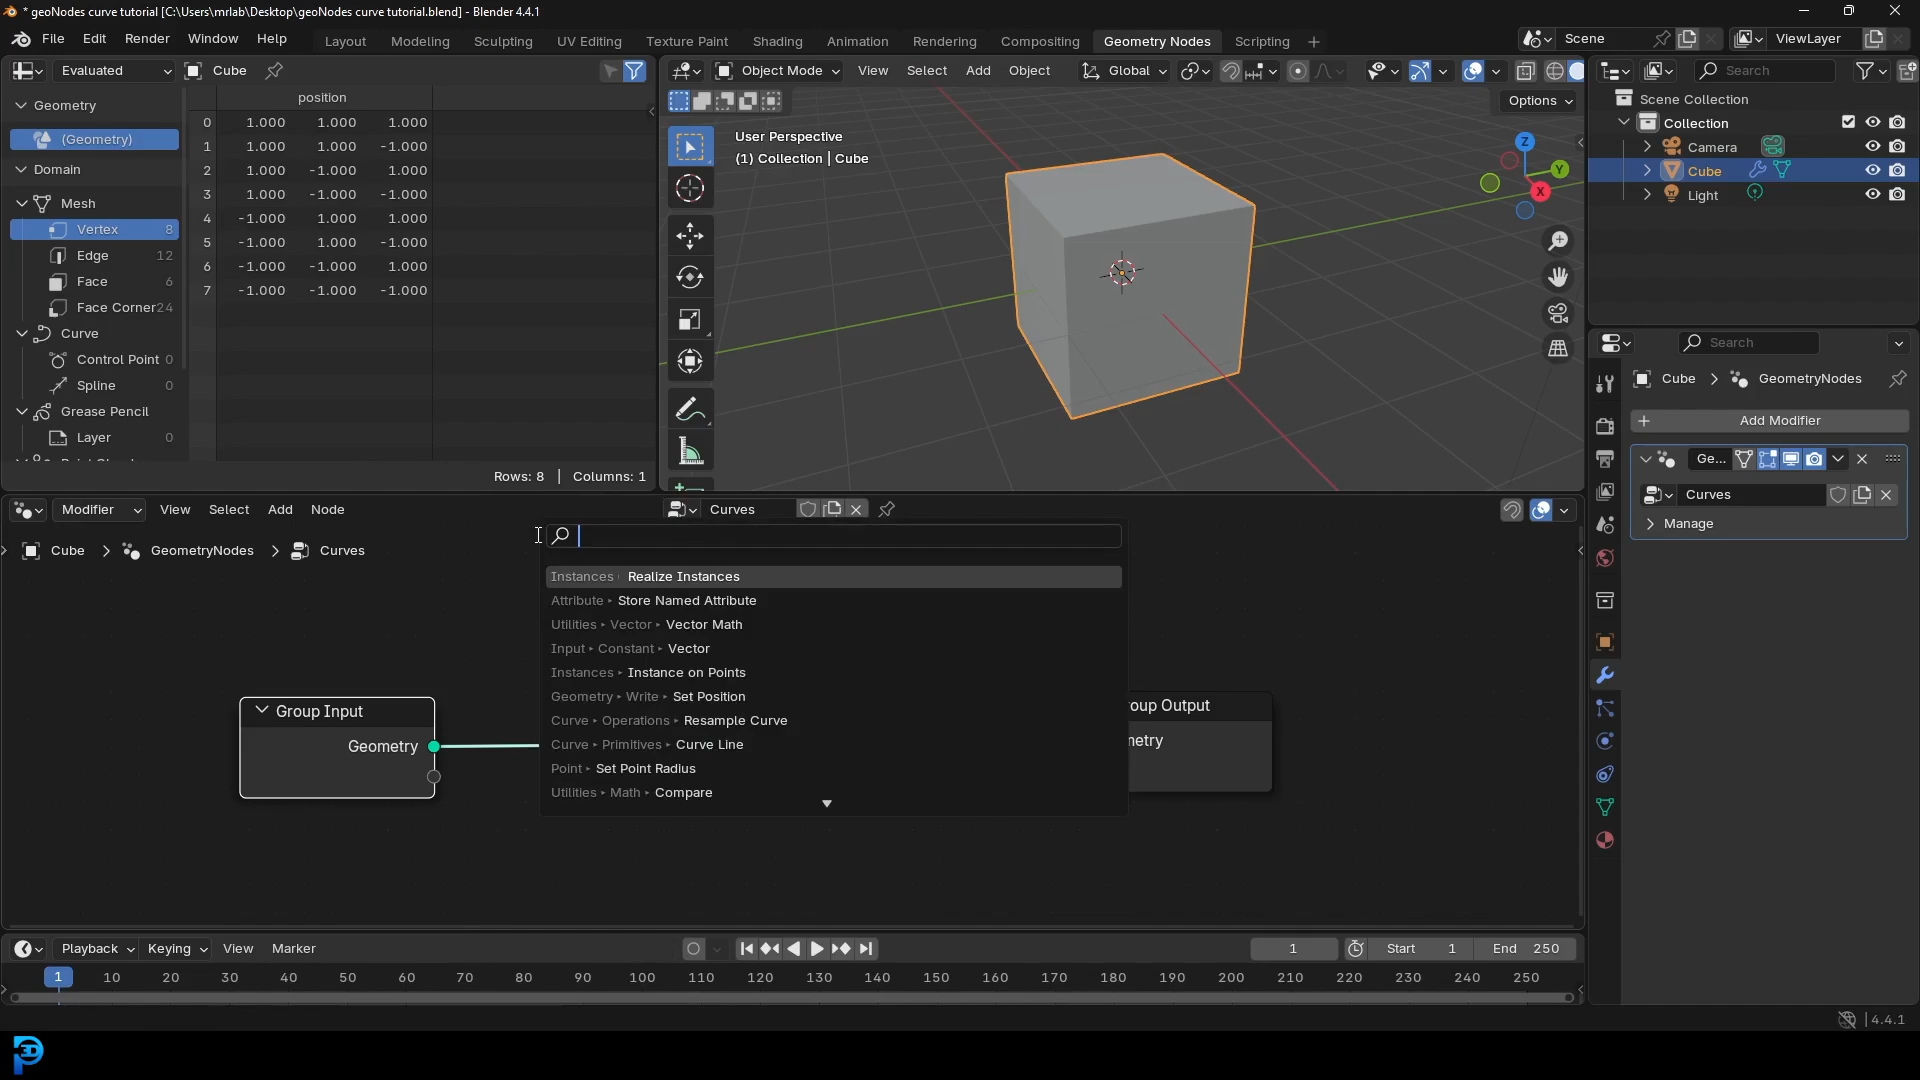 * geoNodes curve tutorial [C:\Users\mrlab\Desktop\geoNodes curve tutorial.blend] - Blender 4.4.1
File Edit Render Window Help
Layout Modeling Sculpting UV Editing Texture Paint Shading Animation Rendering Compositing Geometry Nodes Scripting +
Scene ViewLayer
Evaluated Cube
Object Mode View Select Add Object Global
Search
Options
Geometry
(Geometry)
Domain
Mesh
Vertex 8
Edge 12
Face 6
Face Corner 24
Curve
Control Point 0
Spline 0
Grease Pencil
Layer 0
position
0 1.000 1.000 1.000
1 1.000 1.000 -1.000
2 1.000 -1.000 1.000
3 1.000 -1.000 -1.000
4 -1.000 1.000 1.000
5 -1.000 1.000 -1.000
6 -1.000 -1.000 1.000
7 -1.000 -1.000 -1.000
Rows: 8 | Columns: 1
User Perspective
(1) Collection | Cube
Z
Y
X
Scene Collection
Collection
Camera
Cube
Light
Search
Cube > GeometryNodes
+ Add Modifier
Ge...
Curves
Manage
Modifier View Select Add Node
Curves
Cube > GeometryNodes > Curves
Instances Realize Instances
Attribute Store Named Attribute
Utilities Vector Vector Math
Input Constant Vector
Instances Instance on Points
Geometry Write Set Position
Curve Operations Resample Curve
Curve Primitives Curve Line
Point Set Point Radius
Utilities Math Compare
Group Input
Geometry
oup Output
metry
Playback Keying View Marker
1 Start 1 End 250
1 10 20 30 40 50 60 70 80 90 100 110 120 130 140 150 160 170 180 190 200 210 220 230 240 250
4.4.1